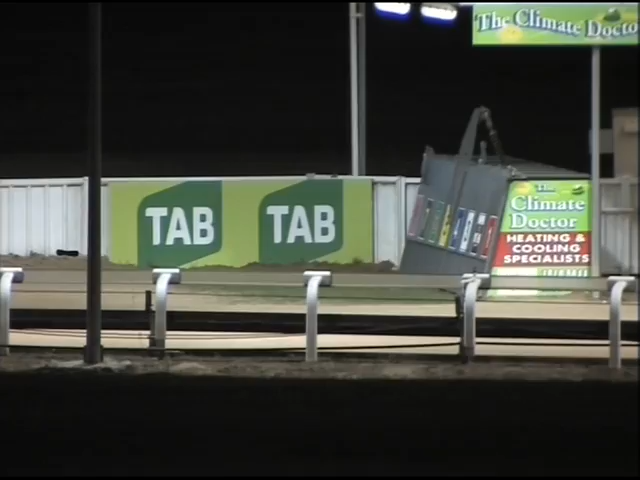 The Climate Docto
TAB TAB
The
Climate
Doctor
HEATING &
COOLING
SPECIALISTS